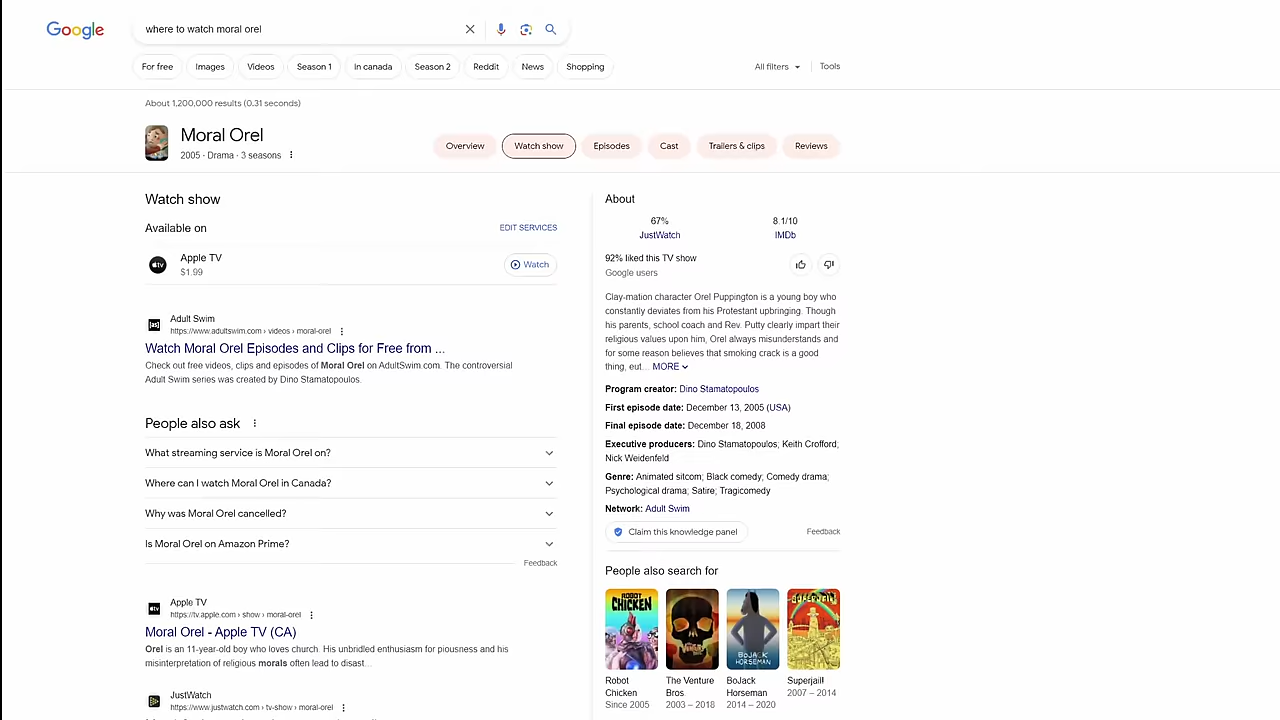 Google
where to watch moral orel
For free
Images
Videos
Season 1
In canada
Season 2
Reddit
News
Shopping
All filters
Tools
About 1,200,000 results (0.31 seconds)
Moral Orel
2005 · Drama · 3 seasons
Overview
Watch show
Episodes
Cast
Trailers & clips
Reviews
Watch show
Available on
EDIT SERVICES
Apple TV
$1.99
Watch
Adult Swim
https://www.adultswim.com › videos › moral-orel
Watch Moral Orel Episodes and Clips for Free from ...
Check out free videos, clips and episodes of Moral Orel on AdultSwim.com. The controversial
Adult Swim series was created by Dino Stamatopoulos.
People also ask
What streaming service is Moral Orel on?
Where can I watch Moral Orel in Canada?
Why was Moral Orel cancelled?
Is Moral Orel on Amazon Prime?
Feedback
Apple TV
https://tv.apple.com › show › moral-orel
Moral Orel - Apple TV (CA)
Orel is an 11-year-old boy who loves church. His unbridled enthusiasm for piousness and his
misinterpretation of religious morals often lead to disast...
JustWatch
https://www.justwatch.com › tv-show › moral-orel
About
67%
JustWatch
8.1/10
IMDb
92% liked this TV show
Google users
Clay-mation character Orel Puppington is a young boy who
constantly deviates from his Protestant upbringing. Though
his parents, school coach and Rev. Putty clearly impart their
religious values upon him, Orel always misunderstands and
for some reason believes that smoking crack is a good
thing, eut... MORE
Program creator: Dino Stamatopoulos
First episode date: December 13, 2005 (USA)
Final episode date: December 18, 2008
Executive producers: Dino Stamatopoulos; Keith Crofford;
Nick Weidenfeld
Genre: Animated sitcom; Black comedy; Comedy drama;
Psychological drama; Satire; Tragicomedy
Network: Adult Swim
Claim this knowledge panel
Feedback
People also search for
ROBOT
CHICKEN
BOJACK
HORSEMAN
SUPERJAIL!
Robot
Chicken
Since 2005
The Venture
Bros
2003 – 2018
BoJack
Horseman
2014 – 2020
Superjail!
2007 – 2014